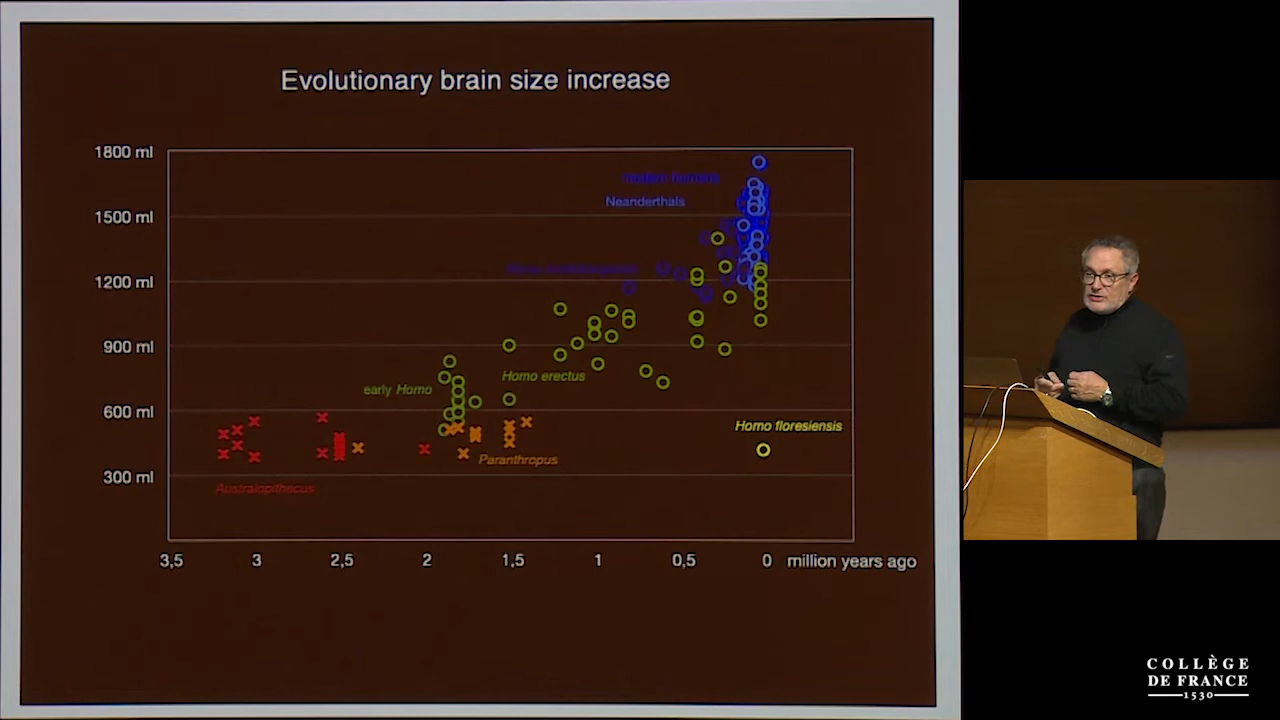 Evolutionary brain size increase
1800 ml
modern humans
Neanderthals
1500 ml
1200 ml
900 ml
Homo erectus
early Homo
600 ml
Homo floresiensis
Paranthropus
300 ml
Australopithecus
3,5 3 2,5 2 1,5 1 0,5 0 million years ago
COLLÈGE
DE FRANCE
1530